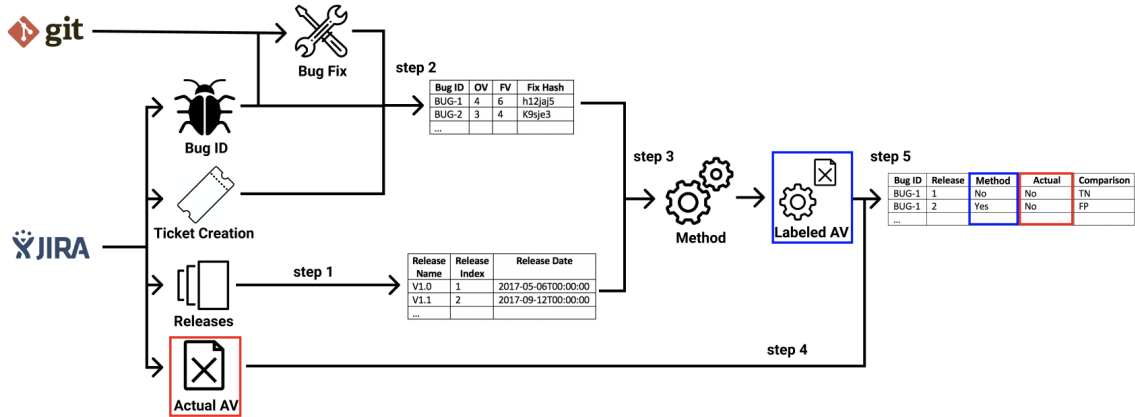 git
Bug Fix
step 2
Bug ID OV FV Fix Hash
BUG-1 4 6 h12jaj5
BUG-2 3 4 K9sje3
...
Bug ID
step 3
step 5
Bug ID Release Method Actual Comparison
BUG-1 1 No No TN
BUG-1 2 Yes No FP
...
Ticket Creation
Method
Labeled AV
JIRA
step 1
Release Name Release Index Release Date
V1.0 1 2017-05-06T00:00:00
V1.1 2 2017-09-12T00:00:00
...
Releases
step 4
Actual AV